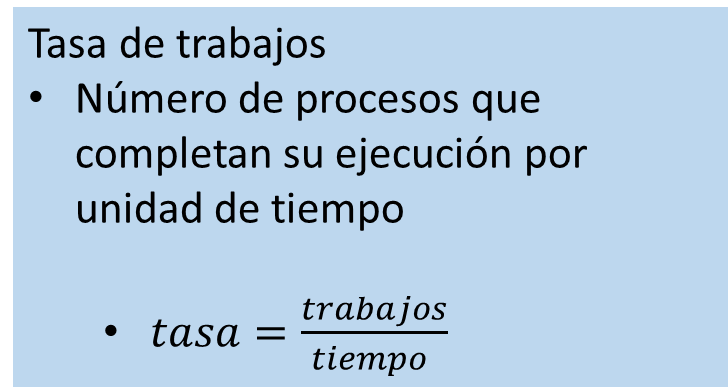 Tasa de trabajos
• Número de procesos que
completan su ejecución por
unidad de tiempo
• tasa = trabajos/tiempo